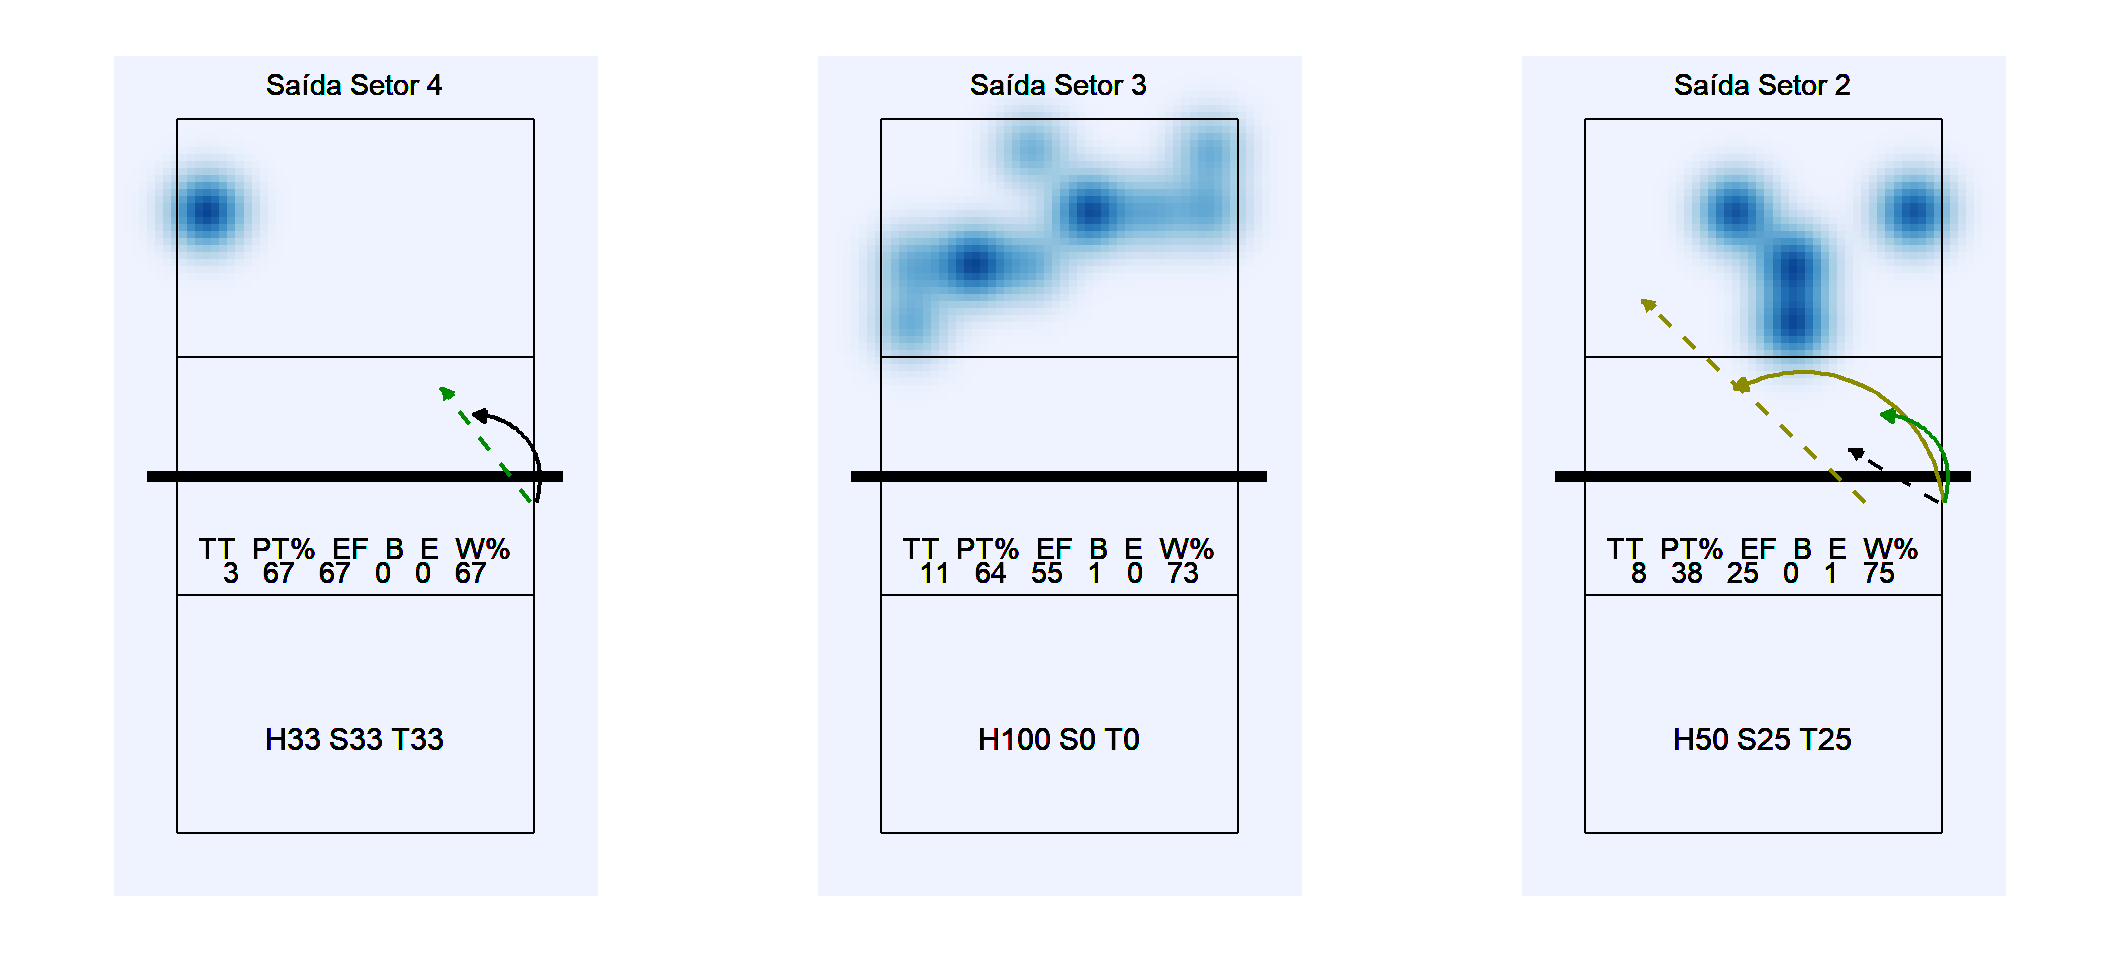 Saída Setor 4
TT PT% EF B E W%
3 67 67 0 0 67
H33 S33 T33
Saída Setor 3
TT PT% EF B E W%
11 64 55 1 0 73
H100 S0 T0
Saída Setor 2
TT PT% EF B E W%
8 38 25 0 1 75
H50 S25 T25